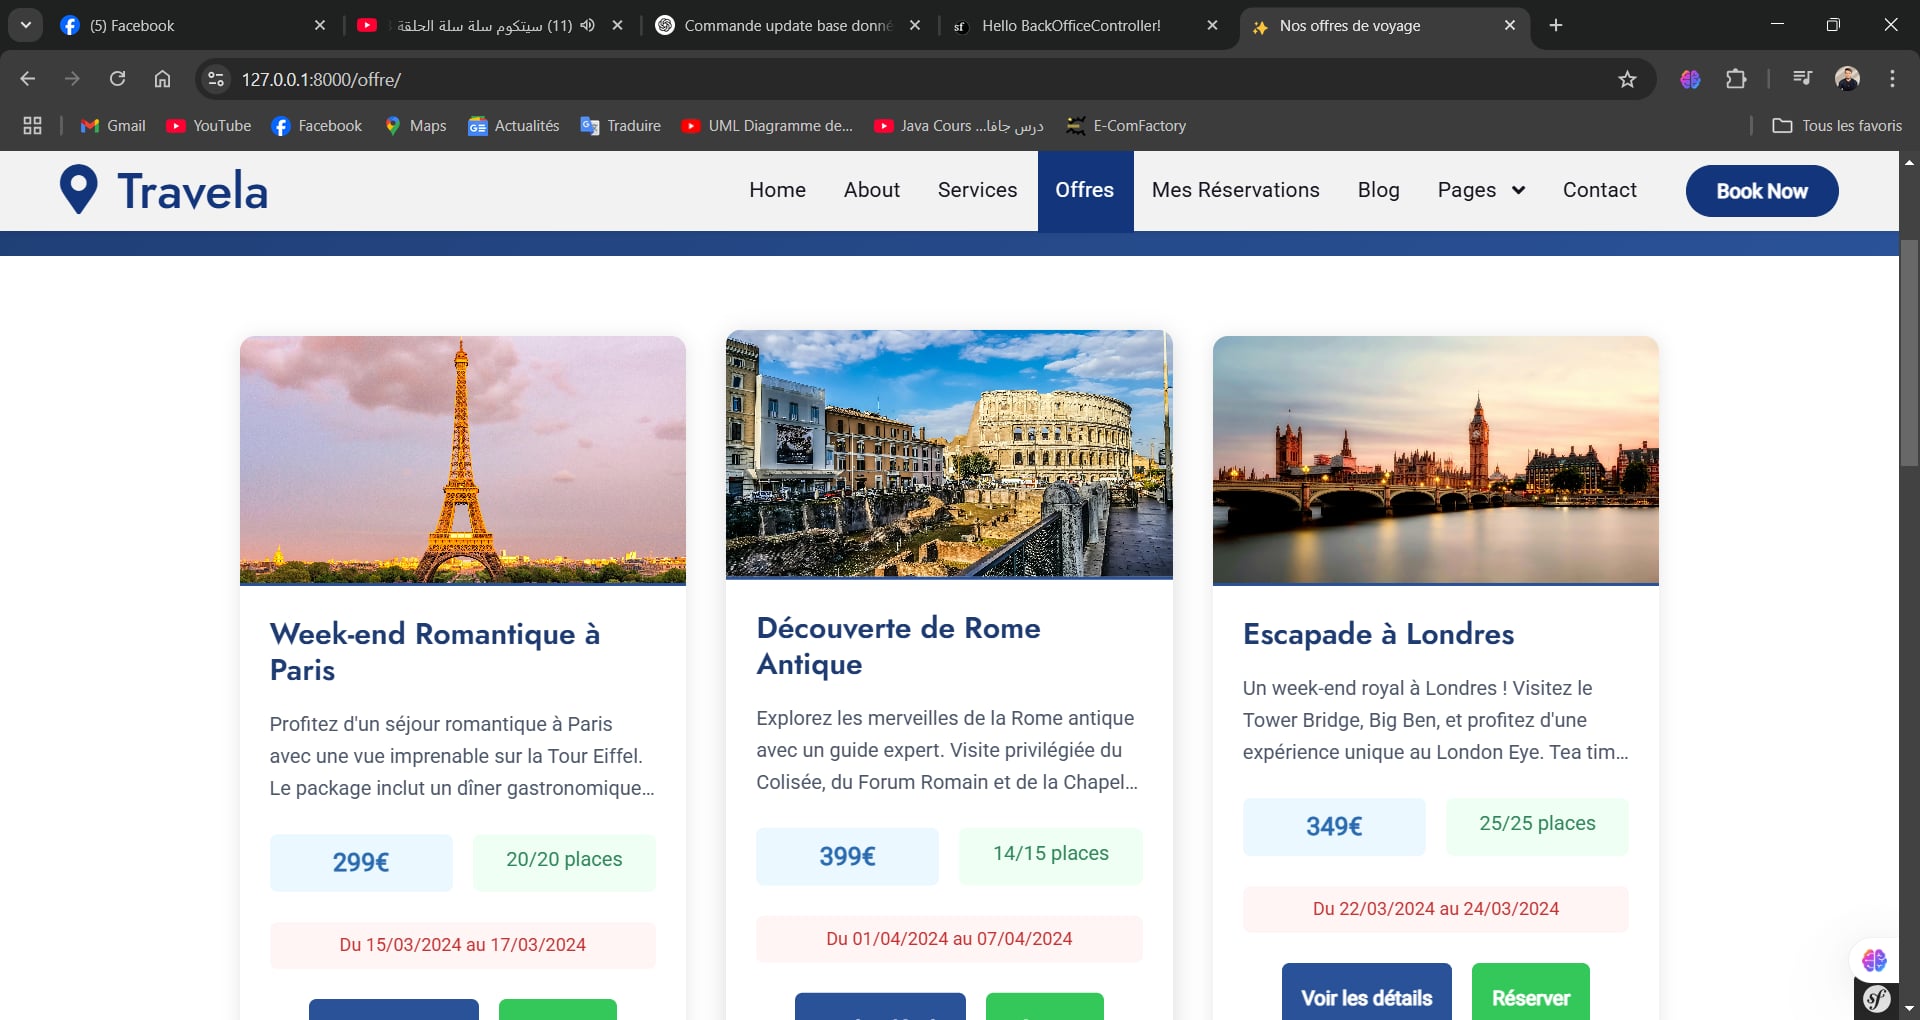 (5) Facebook
سيتكوم سلة سلة الحلقة (11)
Commande update base donné
Hello BackOfficeController!
Nos offres de voyage
127.0.0.1:8000/offre/
Gmail
YouTube
Facebook
Maps
Actualités
Traduire
UML Diagramme de...
Java Cours ...درس جافا
E-ComFactory
Tous les favoris
Travela
Home
About
Services
Offres
Mes Réservations
Blog
Pages
Contact
Book Now
Week-end Romantique à
Paris
Profitez d'un séjour romantique à Paris
avec une vue imprenable sur la Tour Eiffel.
Le package inclut un dîner gastronomique...
299€
20/20 places
Du 15/03/2024 au 17/03/2024
Découverte de Rome
Antique
Explorez les merveilles de la Rome antique
avec un guide expert. Visite privilégiée du
Colisée, du Forum Romain et de la Chapel...
399€
14/15 places
Du 01/04/2024 au 07/04/2024
Escapade à Londres
Un week-end royal à Londres ! Visitez le
Tower Bridge, Big Ben, et profitez d'une
expérience unique au London Eye. Tea tim...
349€
25/25 places
Du 22/03/2024 au 24/03/2024
Voir les détails
Réserver